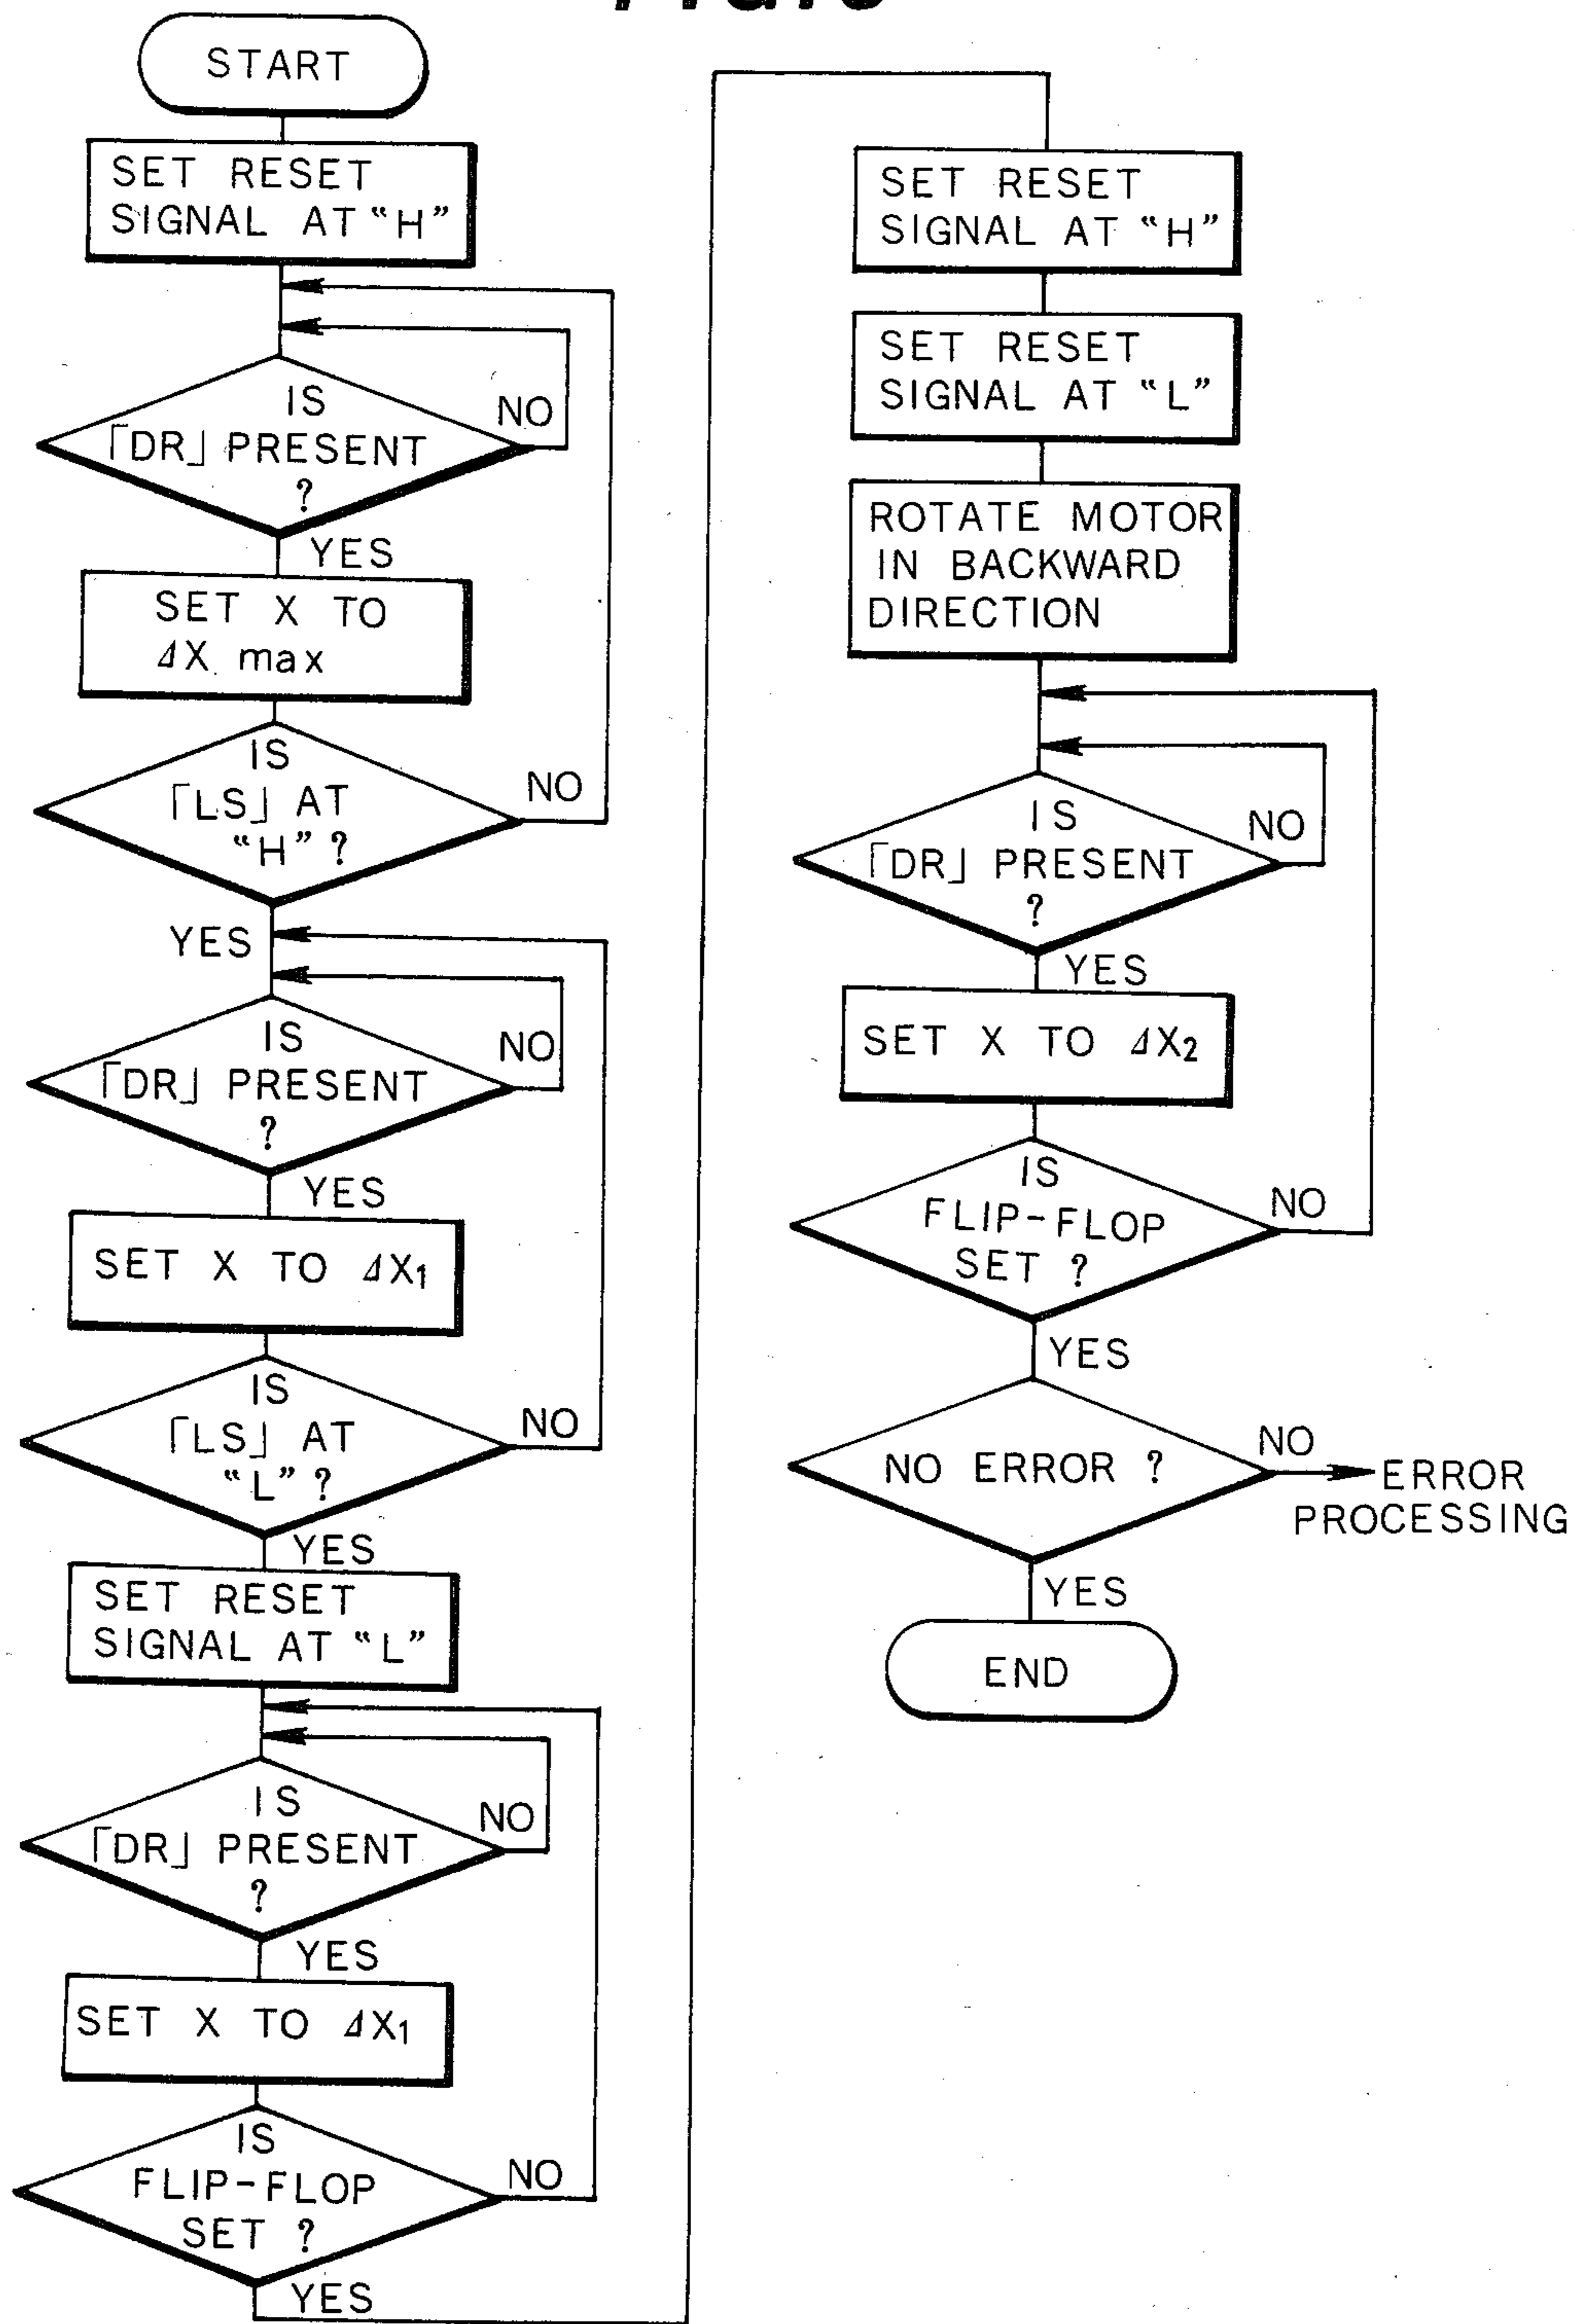 START
SET RESET
SIGNAL AT “H”
IS
「DR」 PRESENT
?
NO
YES
SET X TO
ΔX max
IS
「LS」 AT
“H” ?
NO
YES
IS
「DR」 PRESENT
?
NO
YES
SET X TO ΔX₁
IS
「LS」 AT
“L” ?
NO
YES
SET RESET
SIGNAL AT “L”
IS
「DR」 PRESENT
?
NO
YES
SET X TO ΔX₁
IS
FLIP-FLOP
SET ?
NO
YES
SET RESET
SIGNAL AT “H”
SET RESET
SIGNAL AT “L”
ROTATE MOTOR
IN BACKWARD
DIRECTION
IS
「DR」 PRESENT
?
NO
YES
SET X TO ΔX₂
IS
FLIP-FLOP
SET ?
NO
YES
NO ERROR ?
NO
ERROR
PROCESSING
YES
END